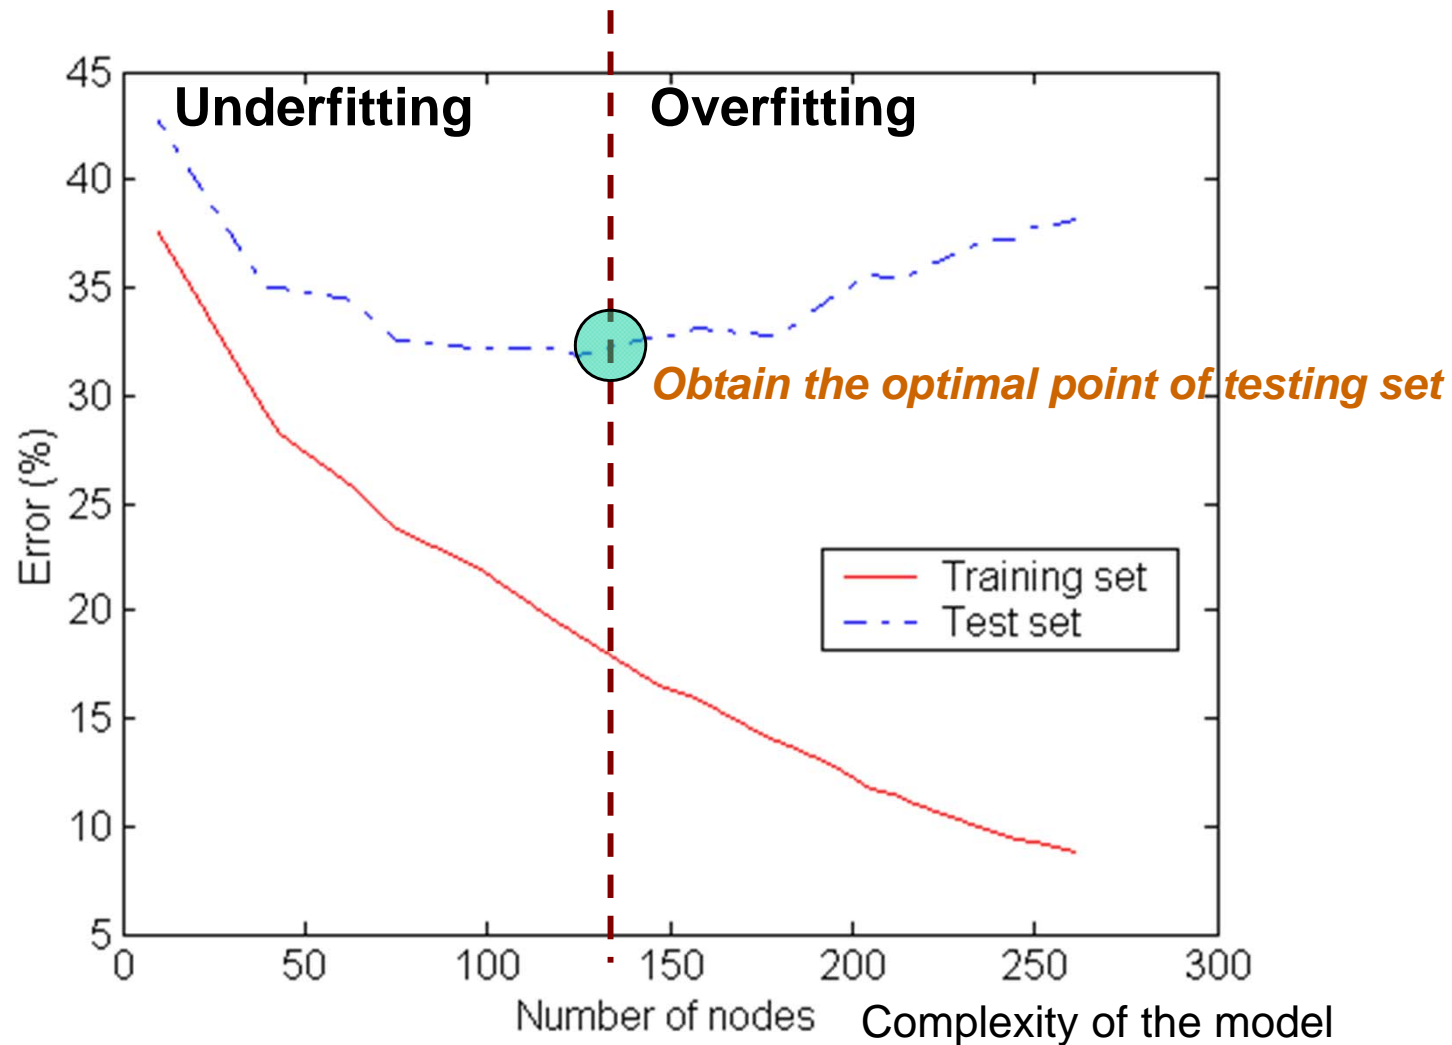 45
Underfitting
Overfitting
40
35
Obtain the optimal point of testing set
30
25
20
15
10
5
Error (%)
Training set
Test set
0
50
100
150
200
250
300
Number of nodes
Complexity of the model